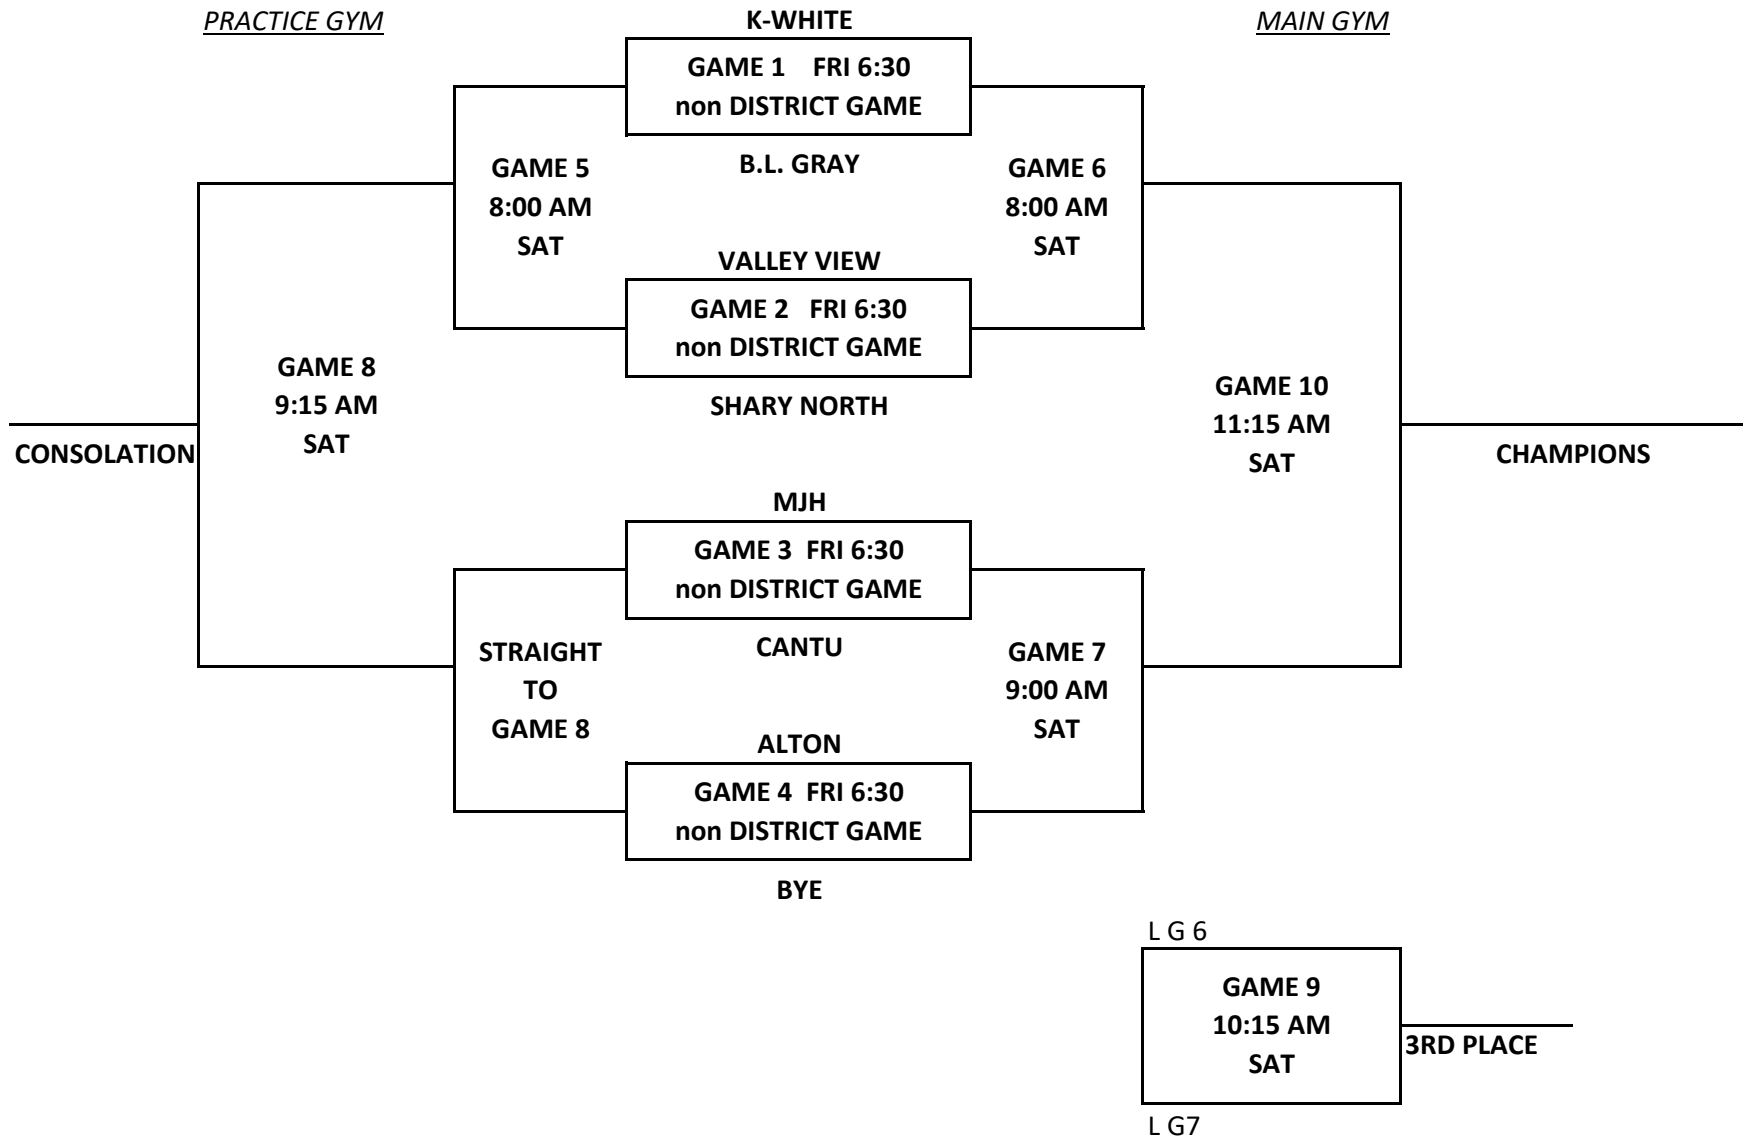 PRACTICE GYM
K-WHITE
MAIN GYM
GAME 1 FRI 6:30
non DISTRICT GAME
B.L. GRAY
GAME 5
8:00 AM
SAT
GAME 6
8:00 AM
SAT
VALLEY VIEW
GAME 2 FRI 6:30
non DISTRICT GAME
SHARY NORTH
GAME 8
9:15 AM
SAT
GAME 10
11:15 AM
SAT
CONSOLATION
CHAMPIONS
MJH
GAME 3 FRI 6:30
non DISTRICT GAME
CANTU
STRAIGHT
TO
GAME 8
GAME 7
9:00 AM
SAT
ALTON
GAME 4 FRI 6:30
non DISTRICT GAME
BYE
L G 6
GAME 9
10:15 AM
SAT
3RD PLACE
L G7